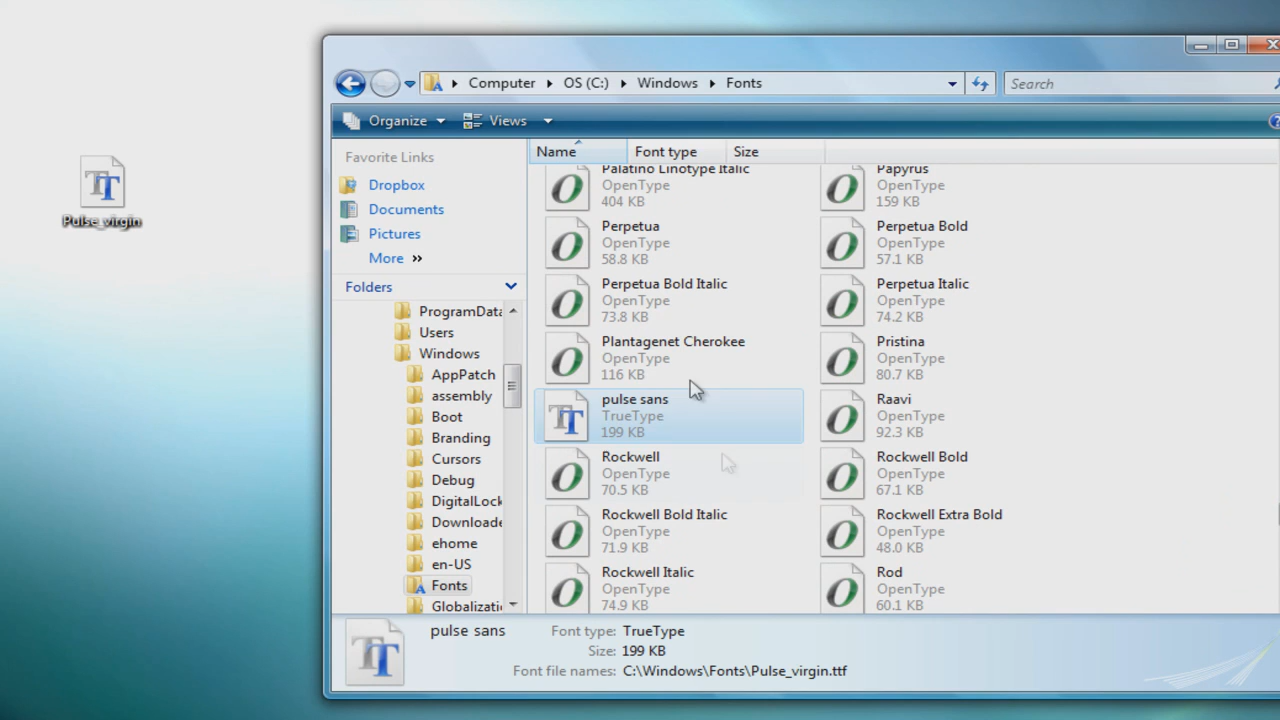 Pulse_virgin
Computer
OS (C:)
Windows
Fonts
Search
Organize
Views
Favorite Links
Dropbox
Documents
Pictures
More »
Folders
ProgramData
Users
Windows
AppPatch
assembly
Boot
Branding
Cursors
Debug
DigitalLock
Downloade
ehome
en-US
Fonts
Globalizati
Name
Font type
Size
Palatino Linotype Italic
OpenType
404 KB
Papyrus
OpenType
159 KB
Perpetua
OpenType
58.8 KB
Perpetua Bold
OpenType
57.1 KB
Perpetua Bold Italic
OpenType
73.8 KB
Perpetua Italic
OpenType
74.2 KB
Plantagenet Cherokee
OpenType
116 KB
Pristina
OpenType
80.7 KB
pulse sans
TrueType
199 KB
Raavi
OpenType
92.3 KB
Rockwell
OpenType
70.5 KB
Rockwell Bold
OpenType
67.1 KB
Rockwell Bold Italic
OpenType
71.9 KB
Rockwell Extra Bold
OpenType
48.0 KB
Rockwell Italic
OpenType
74.9 KB
Rod
OpenType
60.1 KB
pulse sans
Font type: TrueType
Size: 199 KB
Font file names: C:\Windows\Fonts\Pulse_virgin.ttf